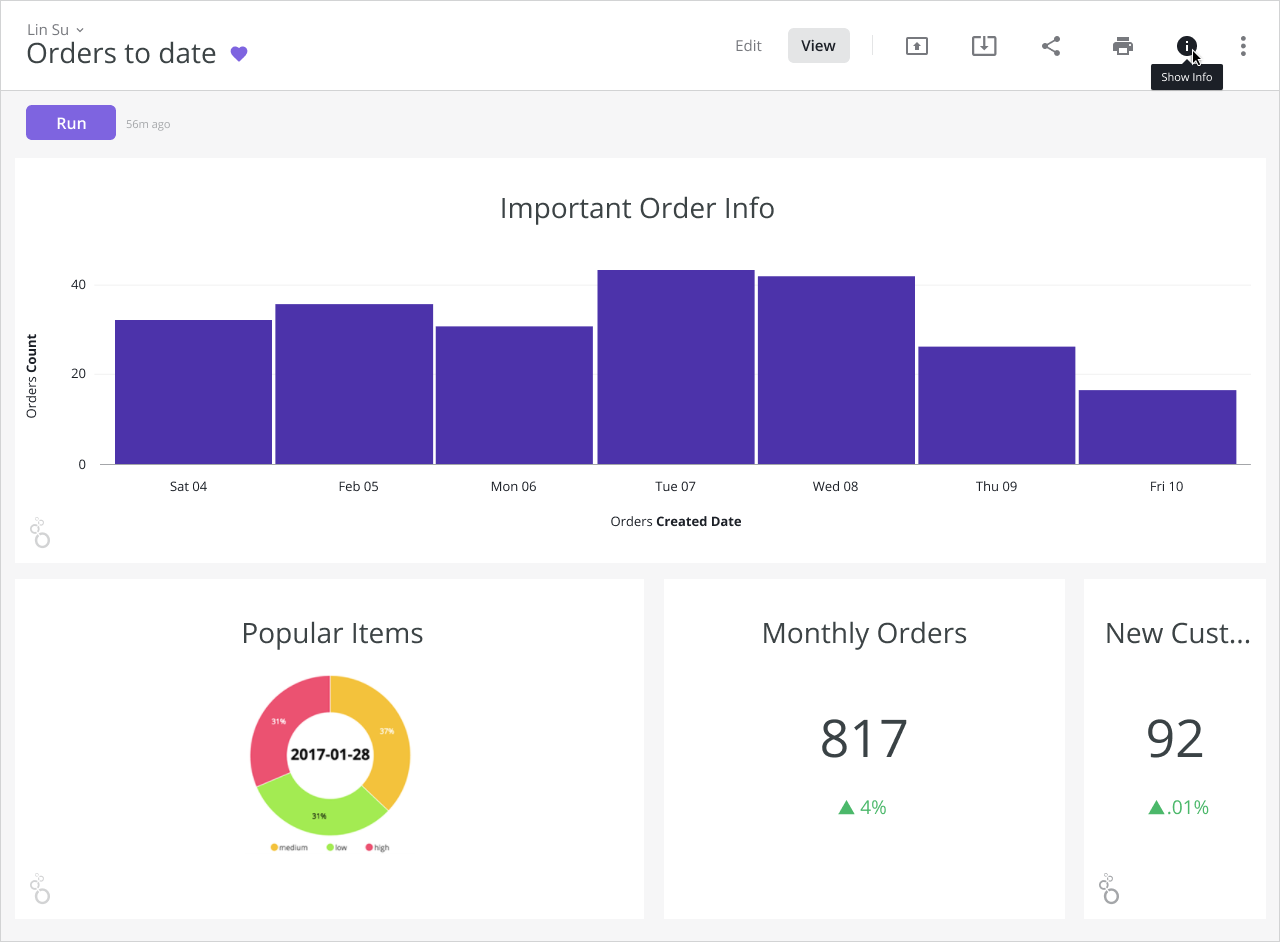 Lin Su
Orders to date
Edit
View
Show Info
Run
56m ago
Important Order Info
Orders Count
40
20
0
Sat 04
Feb 05
Mon 06
Tue 07
Wed 08
Thu 09
Fri 10
Orders Created Date
Popular Items
31%
37%
2017-01-28
31%
medium
low
high
Monthly Orders
817
4%
New Cust...
92
.01%